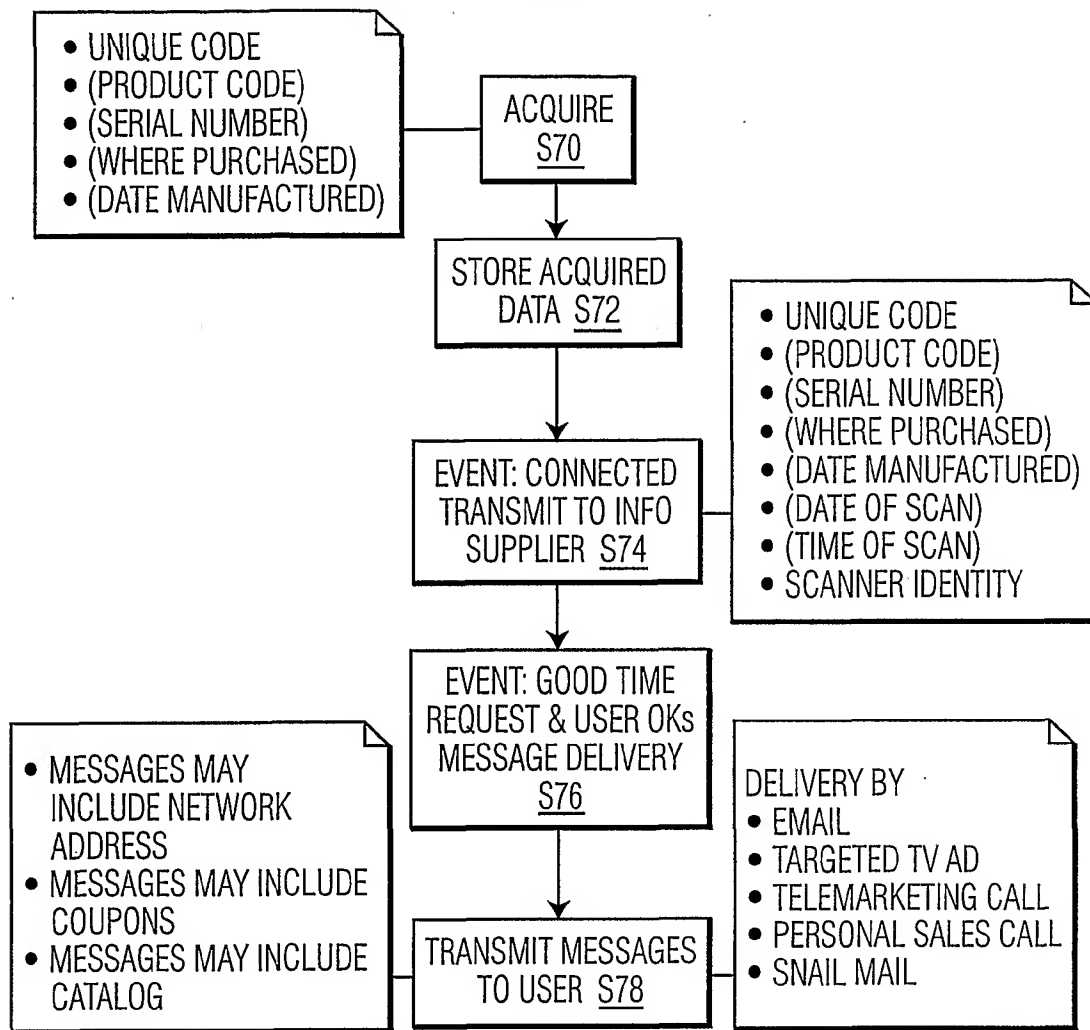 • UNIQUE CODE
• (PRODUCT CODE)
• (SERIAL NUMBER)
• (WHERE PURCHASED)
• (DATE MANUFACTURED)
ACQUIRE
S70
STORE ACQUIRED
DATA S72
EVENT: CONNECTED
TRANSMIT TO INFO
SUPPLIER S74
• UNIQUE CODE
• (PRODUCT CODE)
• (SERIAL NUMBER)
• (WHERE PURCHASED)
• (DATE MANUFACTURED)
• (DATE OF SCAN)
• (TIME OF SCAN)
• SCANNER IDENTITY
EVENT: GOOD TIME
REQUEST & USER OKs
MESSAGE DELIVERY
S76
• MESSAGES MAY
INCLUDE NETWORK
ADDRESS
• MESSAGES MAY INCLUDE
COUPONS
• MESSAGES MAY INCLUDE
CATALOG
TRANSMIT MESSAGES
TO USER S78
DELIVERY BY
• EMAIL
• TARGETED TV AD
• TELEMARKETING CALL
• PERSONAL SALES CALL
• SNAIL MAIL